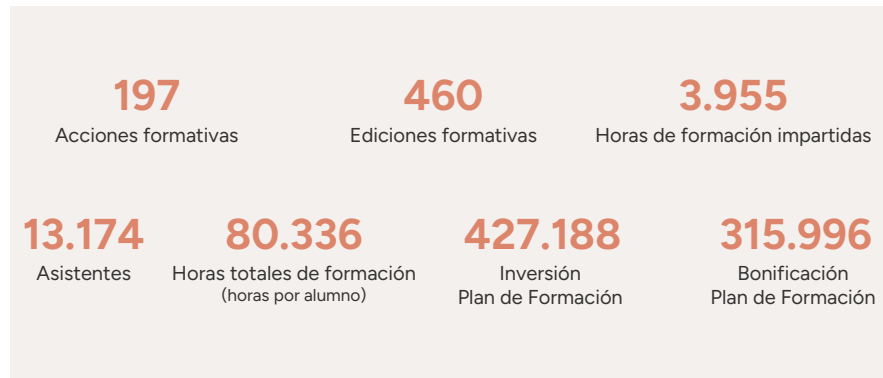 197
Acciones formativas
460
Ediciones formativas
3.955
Horas de formación impartidas
13.174
Asistentes
80.336
Horas totales de formación
(horas por alumno)
427.188
Inversión
Plan de Formación
315.996
Bonificación
Plan de Formación